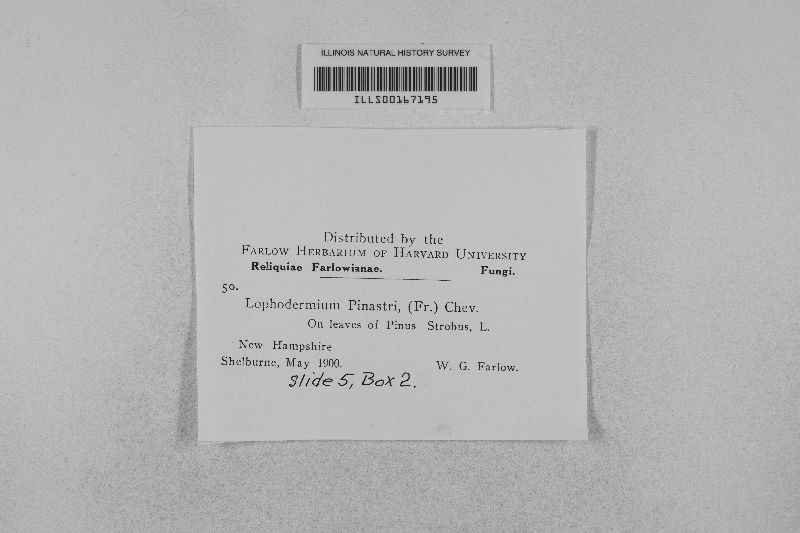 ILLINOIS NATURAL HISTORY SURVEY
ILLS00167195
Distributed by the
FARLOW HERBARIUM OF HARVARD UNIVERSITY
Reliquiae Farlowianae. Fungi.
50.
Lophodermium Pinastri, (Fr.) Chev.
On leaves of Pinus Strobus, L.
New Hampshire
Shelburne, May 1900. W. G. Farlow.
slide 5, Box 2.